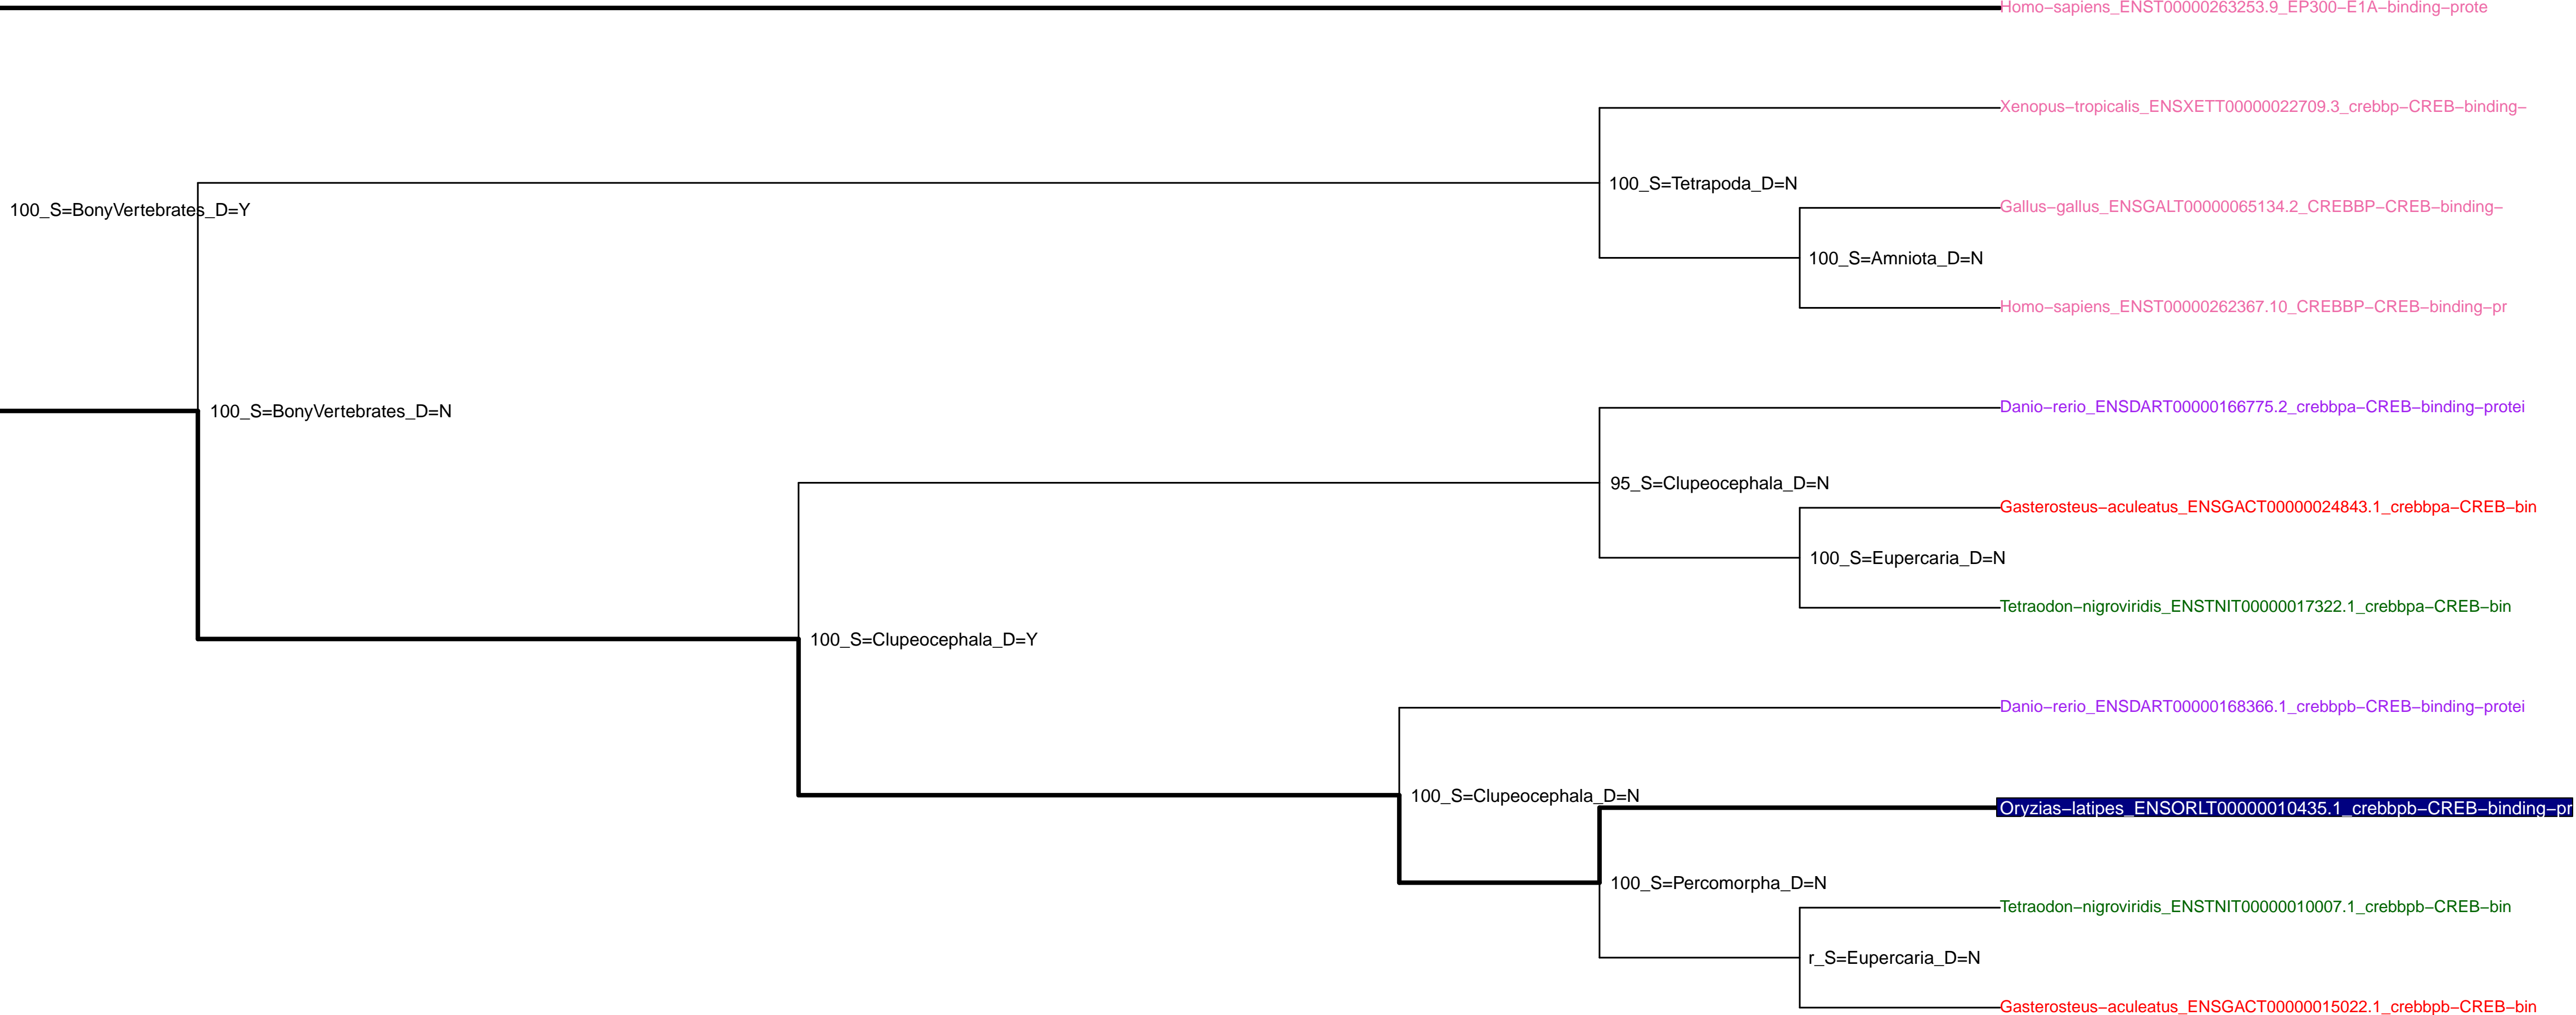 Homo−sapiens_ENST00000263253.9_EP300−E1A−binding−prote
Xenopus−tropicalis_ENSXETT00000022709.3_crebbp−CREB−binding−
100_S=Tetrapoda_D=N
100_S=BonyVertebrates_D=Y
Gallus−gallus_ENSGALT00000065134.2_CREBBP−CREB−binding−
100_S=Amniota_D=N
Homo−sapiens_ENST00000262367.10_CREBBP−CREB−binding−pr
100_S=BonyVertebrates_D=N
Danio−rerio_ENSDART00000166775.2_crebbpa−CREB−binding−protei
95_S=Clupeocephala_D=N
Gasterosteus−aculeatus_ENSGACT00000024843.1_crebbpa−CREB−bin
100_S=Eupercaria_D=N
Tetraodon−nigroviridis_ENSTNIT00000017322.1_crebbpa−CREB−bin
100_S=Clupeocephala_D=Y
Danio−rerio_ENSDART00000168366.1_crebbpb−CREB−binding−protei
100_S=Clupeocephala_D=N
Oryzias−latipes_ENSORLT00000010435.1_crebbpb−CREB−binding−pr
100_S=Percomorpha_D=N
Tetraodon−nigroviridis_ENSTNIT00000010007.1_crebbpb−CREB−bin
r_S=Eupercaria_D=N
Gasterosteus−aculeatus_ENSGACT00000015022.1_crebbpb−CREB−bin